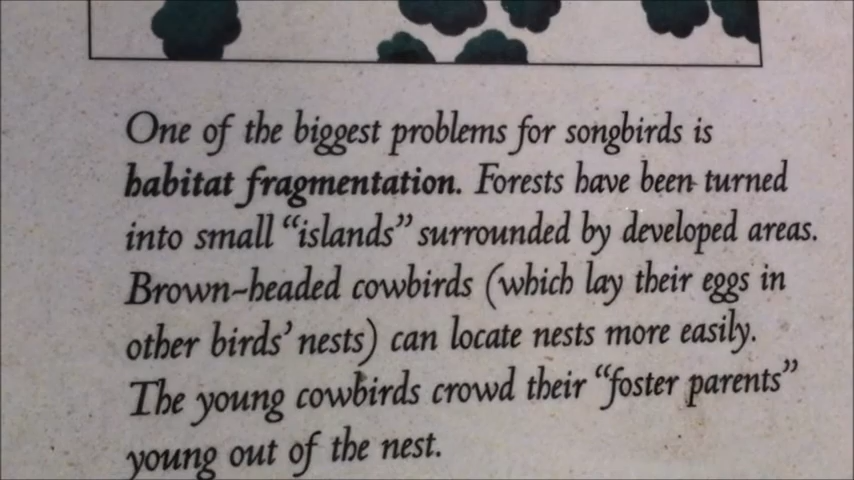 One of the biggest problems for songbirds is
habitat fragmentation. Forests have been turned
into small “islands” surrounded by developed areas.
Brown-headed cowbirds (which lay their eggs in
other birds’ nests) can locate nests more easily.
The young cowbirds crowd their “foster parents”
young out of the nest.